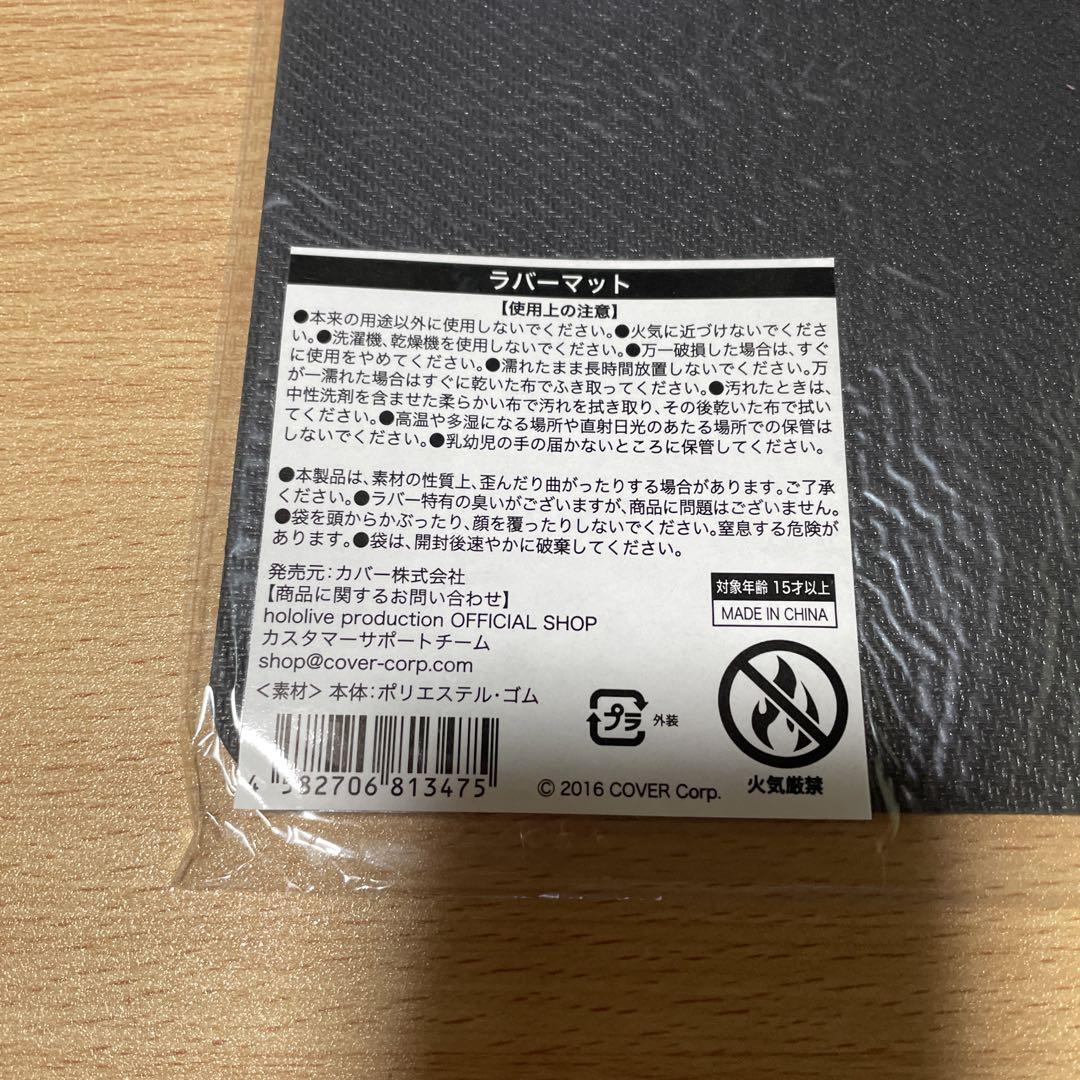 ラバーマット
【使用上の注意】
●本来の用途以外に使用しないでください。●火気に近づけないでくださ
い。●洗濯機、乾燥機を使用しないでください。●万一破損した場合は、すぐ
に使用をやめてください。●濡れたまま長時間放置しないでください。万
が一濡れた場合はすぐに乾いた布でふき取ってください。●汚れたときは、
中性洗剤を含ませた柔らかい布で汚れを拭き取り、その後乾いた布で拭い
てください。●高温や多湿になる場所や直射日光のあたる場所での保管は
しないでください。●乳幼児の手の届かないところに保管してください。
●本製品は、素材の性質上、歪んだり曲がったりする場合があります。ご了承
ください。●ラバー特有の臭いがございますが、商品に問題はございません。
●袋を頭からかぶったり、顔を覆ったりしないでください。窒息する危険が
あります。●袋は、開封後速やかに破棄してください。
発売元：カバー株式会社
【商品に関するお問い合わせ】
hololive production OFFICIAL SHOP
カスタマーサポートチーム
shop@cover-corp.com
＜素材＞本体：ポリエステル・ゴム
対象年齢 15才以上
MADE IN CHINA
プラ 外装
火気厳禁
4 582706 813475
© 2016 COVER Corp.